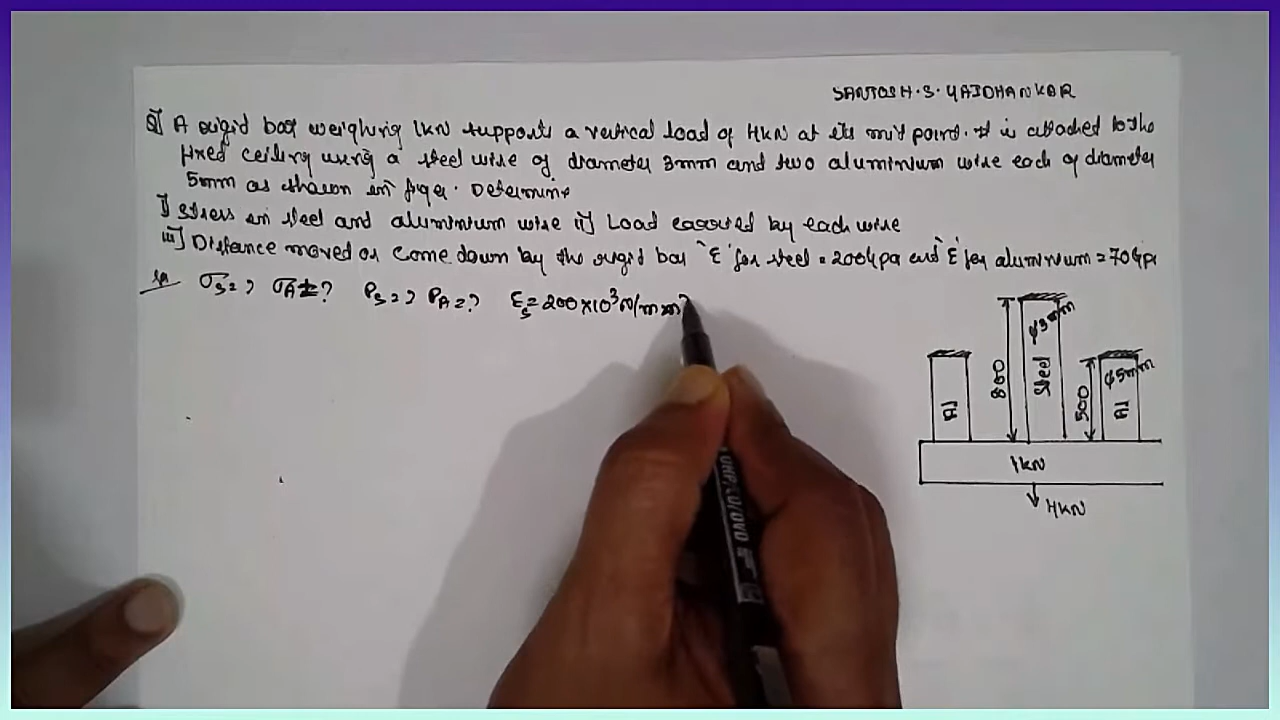 SANTOSH.S.YAJDHANKAR
Q] A rigid bar weighing 1kN supports a vertical load of 4kN at its mid point. It is attached to the
fixed ceiling using a steel wire of diameter 3mm and two aluminium wire each of diameter
5mm as shown in figer. Determine
i] stress in steel and aluminium wire ii] Load carried by each wire
iii] Distance moved or come down by the rigid bar 'E' for steel = 200Gpa and 'E' for aluminium = 70Gpa
σs=? σA=? Ps=? PA=? Es=200×10³N/mm²
φ3mm
Steel
800
Al
500
φ5mm
Al
1kN
4kN